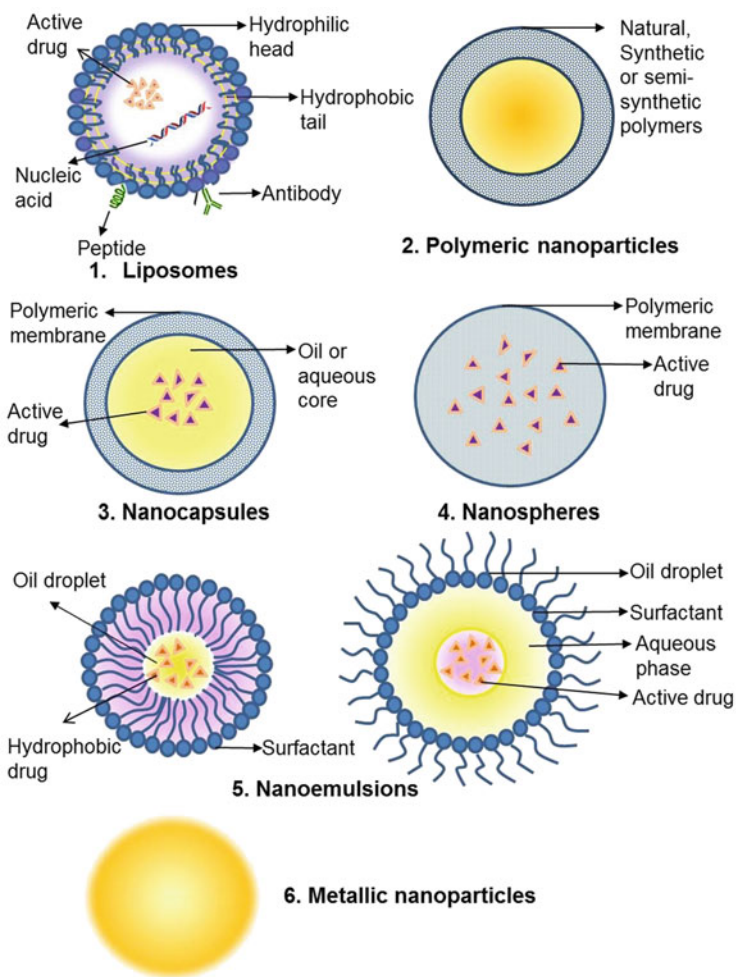 Active
drug
Hydrophilic
head
Hydrophobic
tail
Nucleic
acid
Antibody
Peptide
1. Liposomes
Natural,
Synthetic
or semi-
synthetic
polymers
2. Polymeric nanoparticles
Polymeric
membrane
Oil or
aqueous
core
Active
drug
3. Nanocapsules
Polymeric
membrane
Active
drug
4. Nanospheres
Oil droplet
Hydrophobic
drug
Surfactant
Oil droplet
Surfactant
Aqueous
phase
Active drug
5. Nanoemulsions
6. Metallic nanoparticles